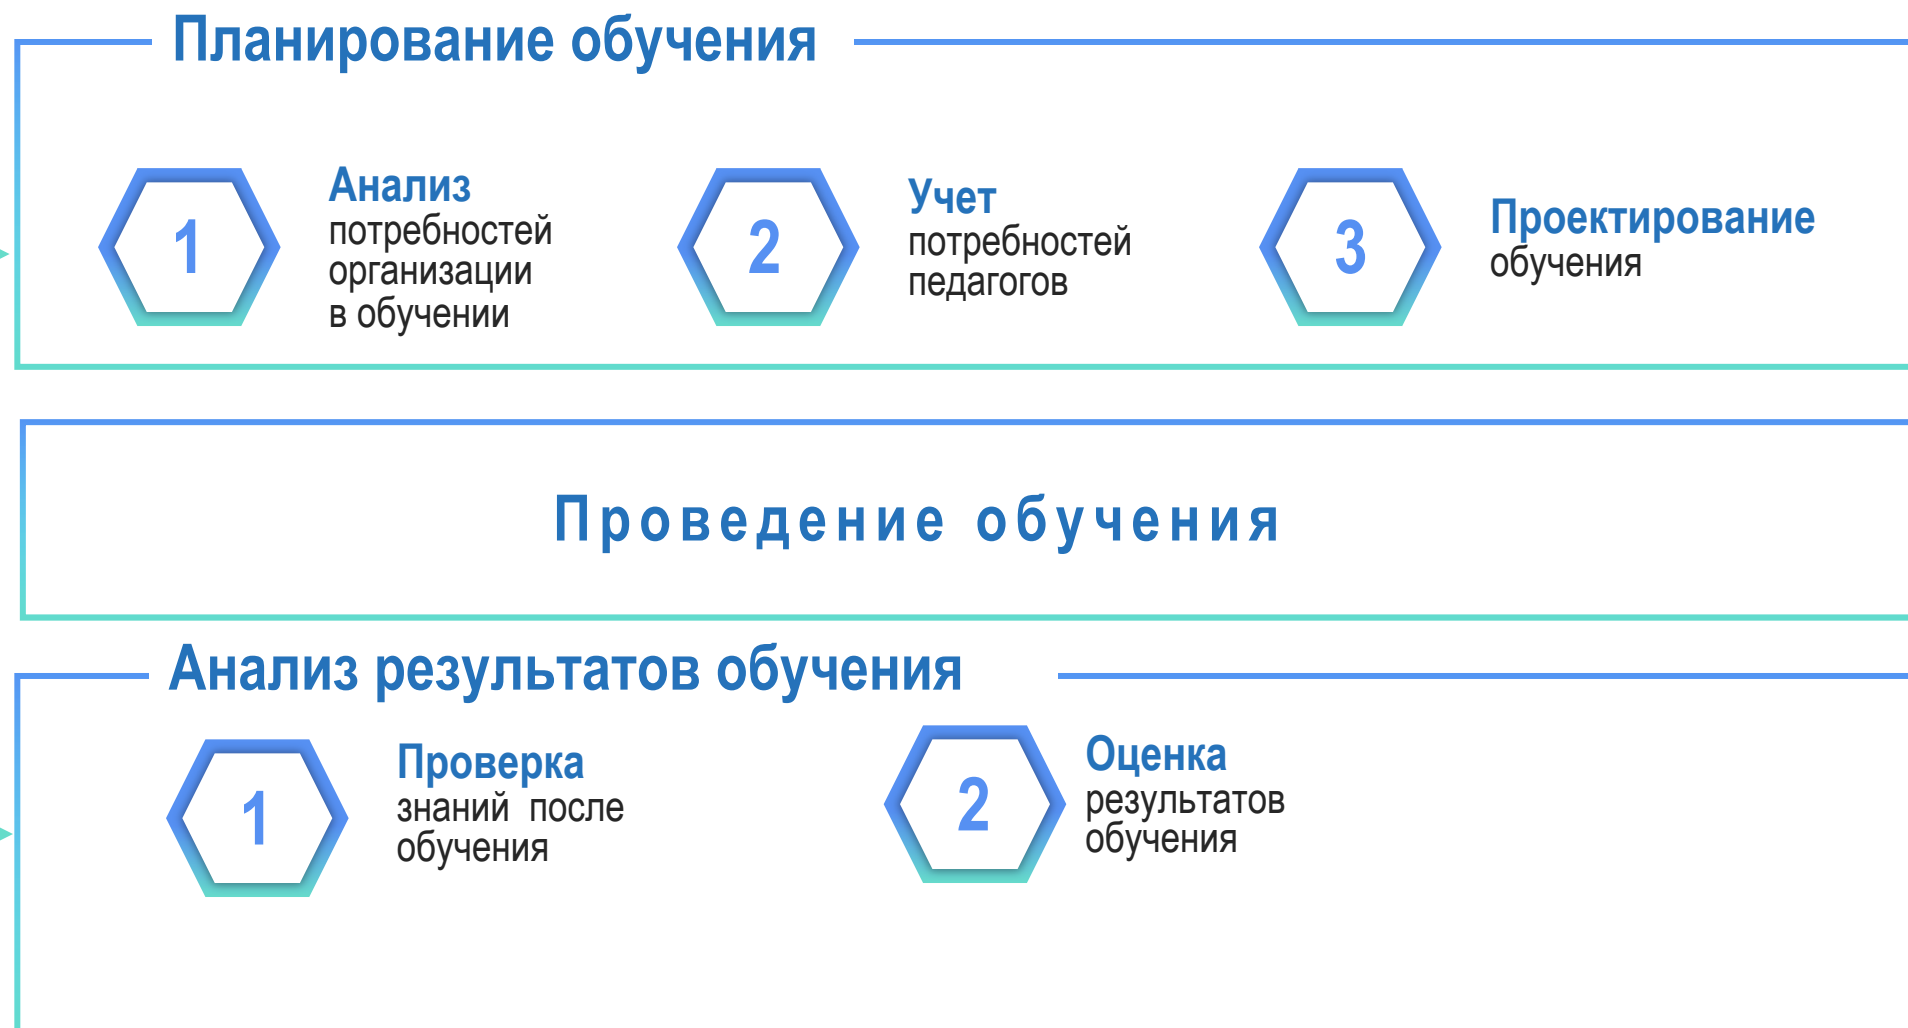 Планирование обучения
1
Анализ
потребностей
организации
в обучении
2
Учет
потребностей
педагогов
3
Проектирование
обучения
Проведение обучения
Анализ результатов обучения
1
Проверка
знаний после
обучения
2
Оценка
результатов
обучения